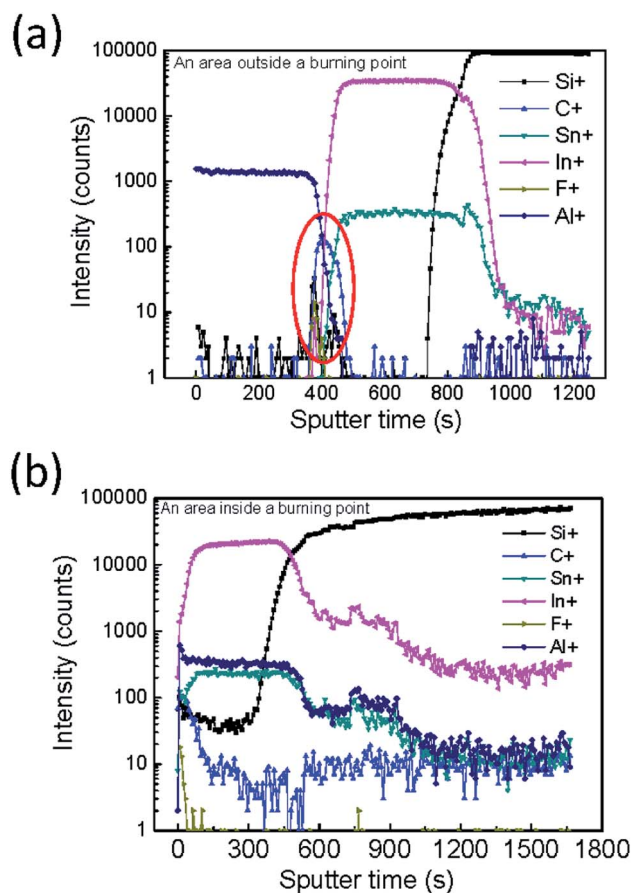 (a)
An area outside a burning point
Si+
C+
Sn+
In+
F+
Al+
Intensity (counts)
100000
10000
1000
100
10
1
0 200 400 600 800 1000 1200
Sputter time (s)
(b)
An area inside a burning point
Si+
C+
Sn+
In+
F+
Al+
Intensity (counts)
100000
10000
1000
100
10
1
0 300 600 900 1200 1500 1800
Sputter time (s)